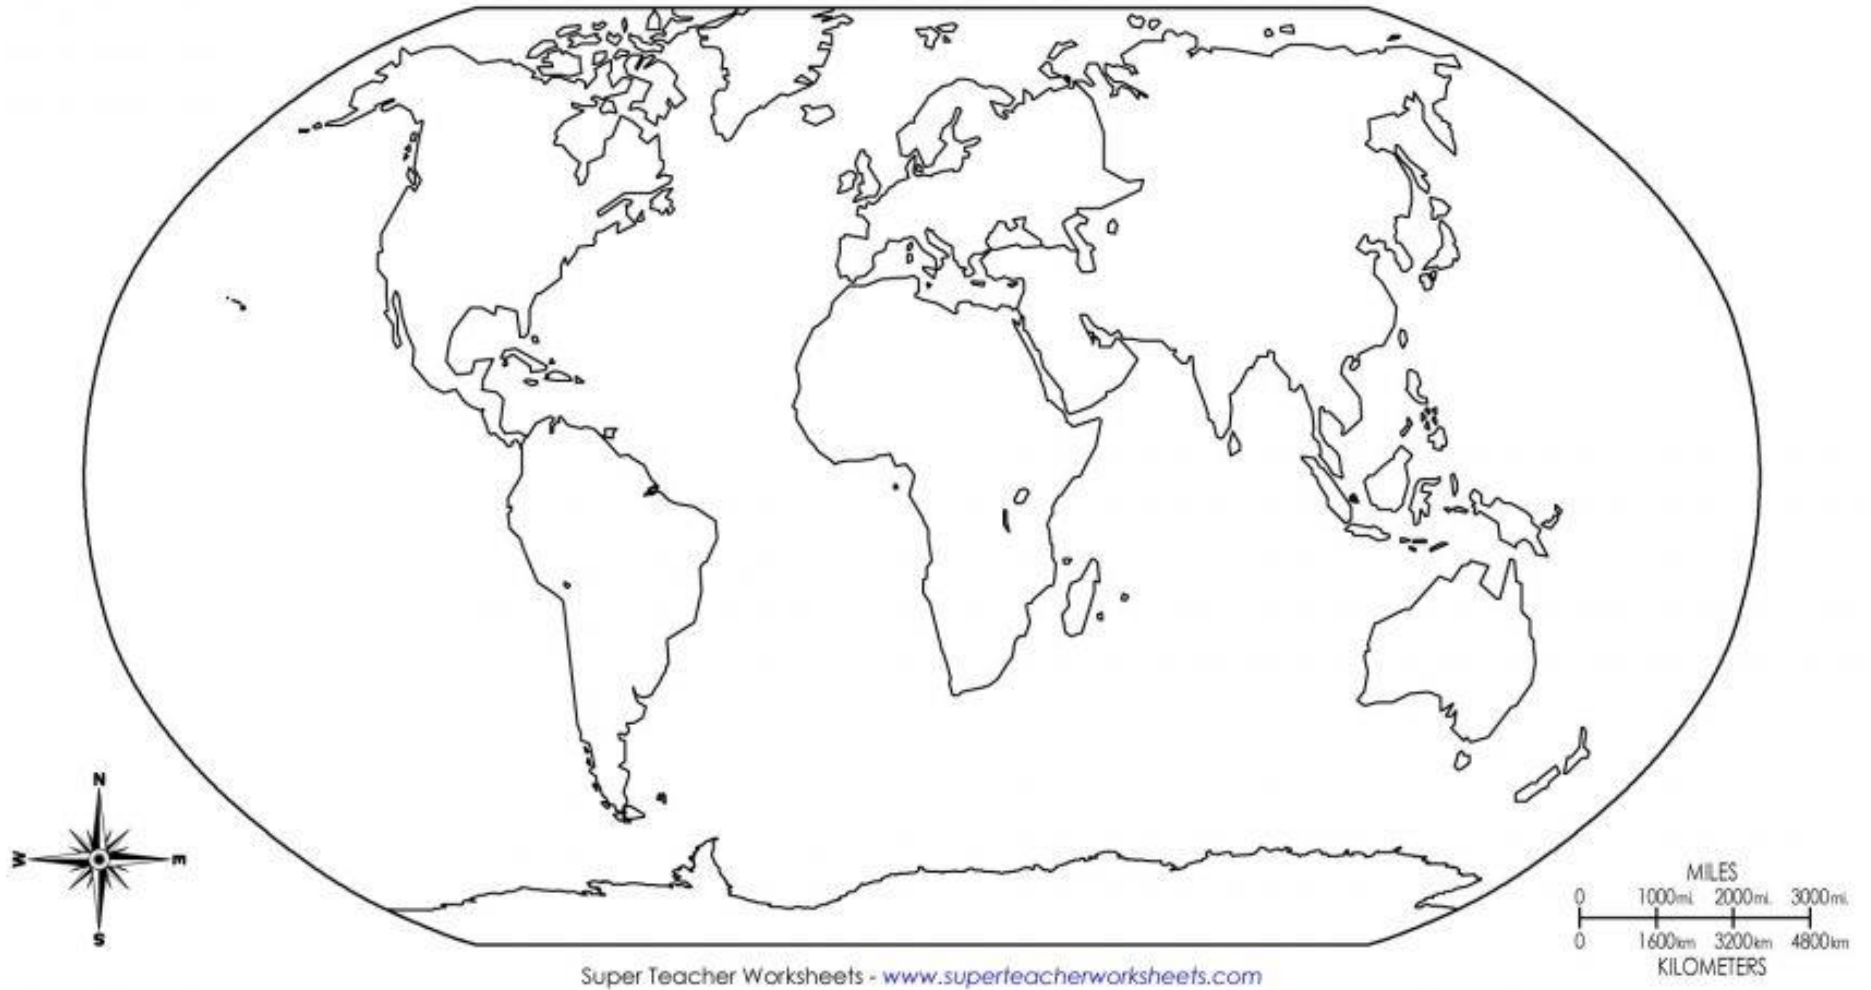 N
W E
S
MILES
0 1000mi. 2000mi. 3000mi.
0 1600km 3200km 4800km
KILOMETERS
Super Teacher Worksheets - www.superteacherworksheets.com